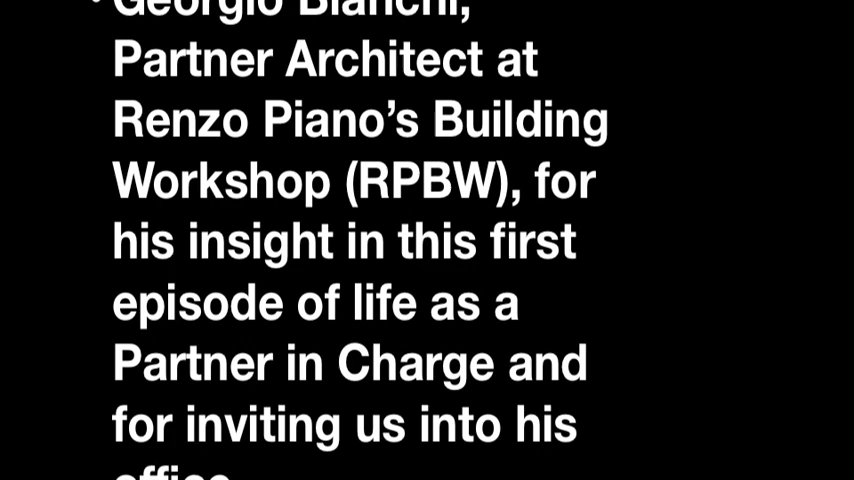 • Georgio Bianchi,
Partner Architect at
Renzo Piano’s Building
Workshop (RPBW), for
his insight in this first
episode of life as a
Partner in Charge and
for inviting us into his
office